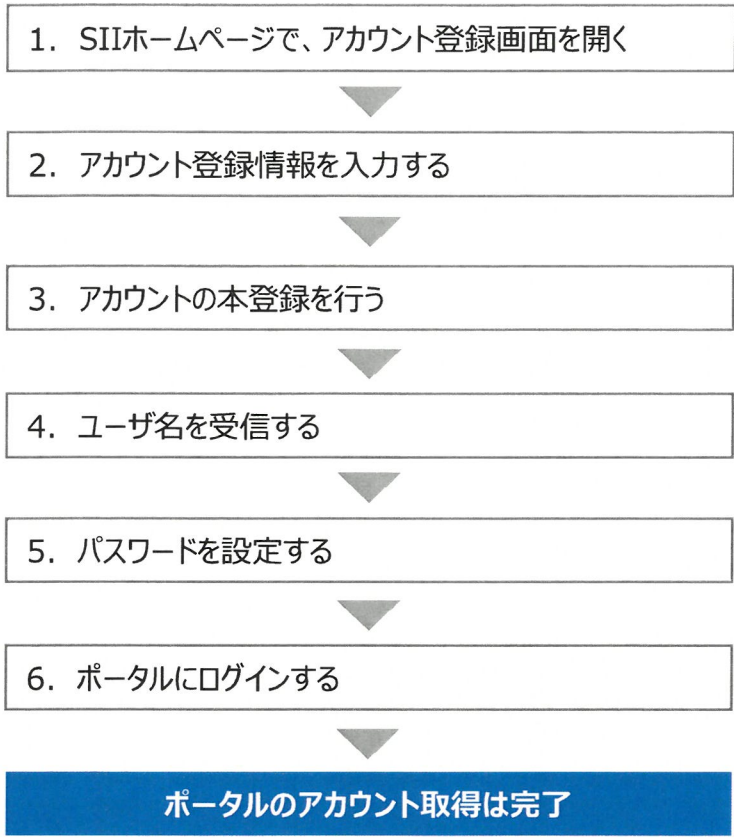 1. SIIホームページで、アカウント登録画面を開く
2. アカウント登録情報を入力する
3. アカウントの本登録を行う
4. ユーザ名を受信する
5. パスワードを設定する
6. ポータルにログインする
ポータルのアカウント取得は完了